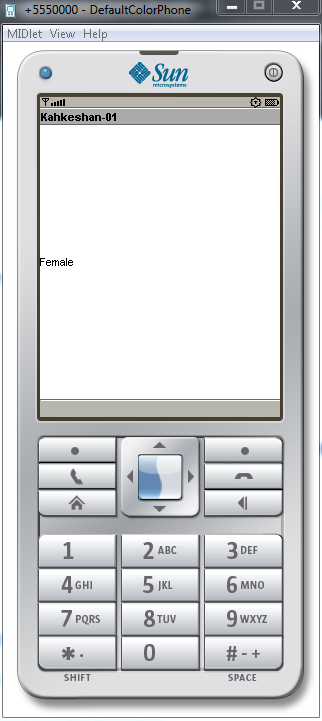 +5550000 - DefaultColorPhone
MIDlet View Help
Sun
microsystems
Kahkeshan-01
Female
1 2 ABC 3 DEF
4 GHI 5 JKL 6 MNO
7 PQRS 8 TUV 9 WXYZ
* . 0 # - +
SHIFT SPACE